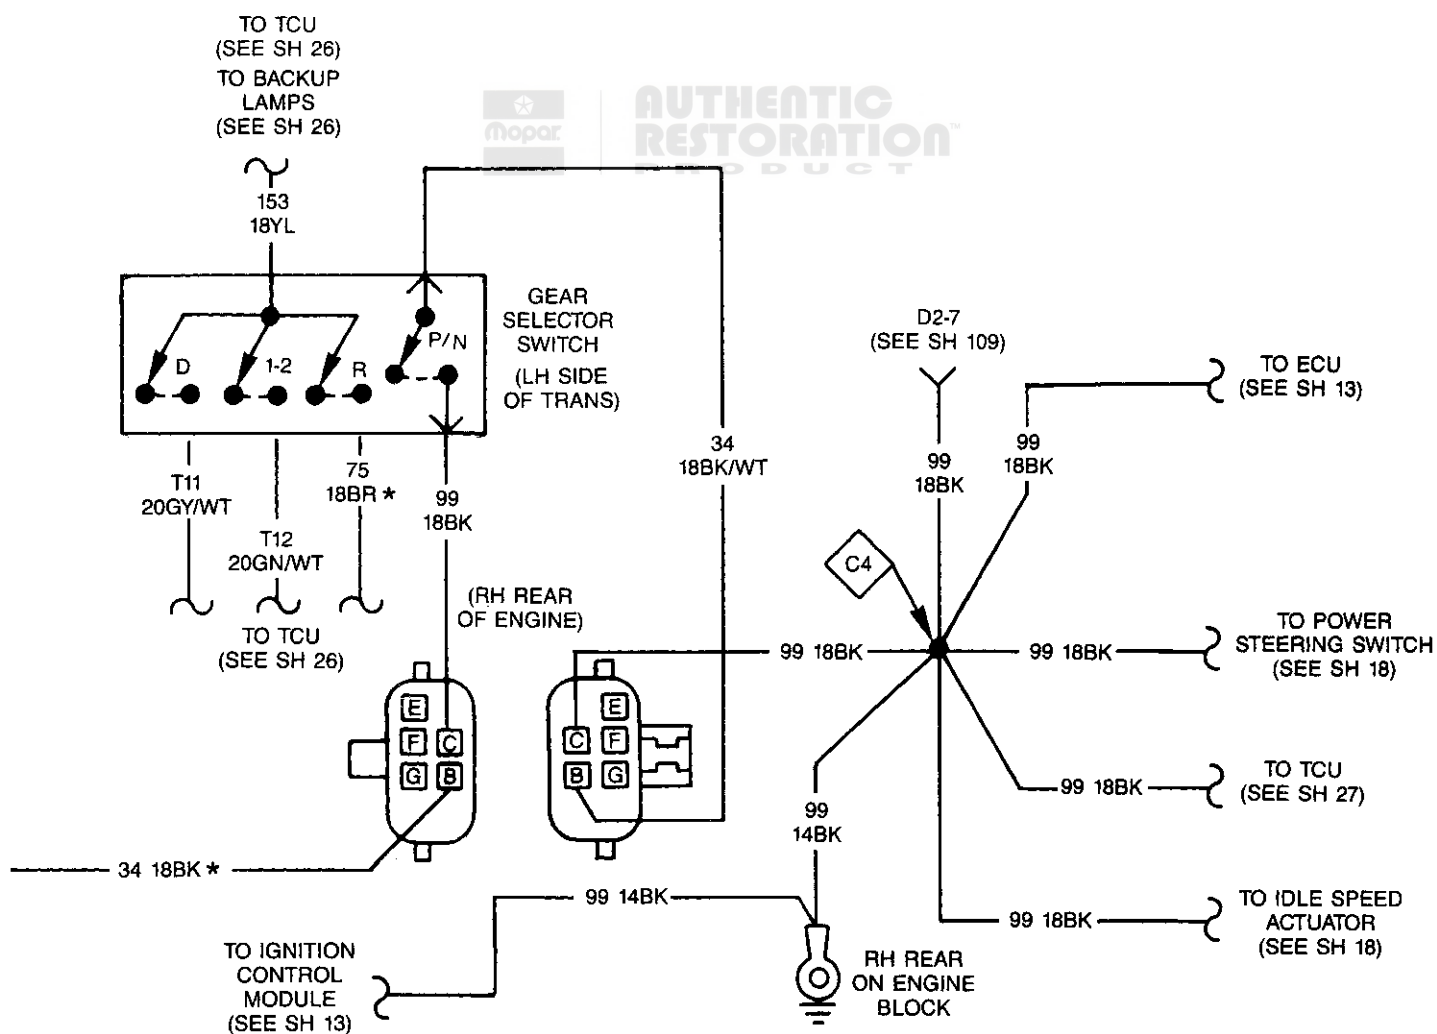 TO TCU
(SEE SH 26)
TO BACKUP
LAMPS
(SEE SH 26)
Mopar
AUTHENTIC
RESTORATION™
PRODUCT
153
18YL
GEAR
SELECTOR
SWITCH
(LH SIDE
OF TRANS)
D
1-2
R
P/N
T11
20GY/WT
T12
20GN/WT
75
18BR *
99
18BK
TO TCU
(SEE SH 26)
34
18BK/WT
(RH REAR
OF ENGINE)
D2-7
(SEE SH 109)
99
18BK
99
18BK
TO ECU
(SEE SH 13)
C4
99 18BK
99 18BK
TO POWER
STEERING SWITCH
(SEE SH 18)
E
F
C
G
B
E
C
F
B
G
99
14BK
99 18BK
TO TCU
(SEE SH 27)
34 18BK *
99 14BK
99 18BK
TO IDLE SPEED
ACTUATOR
(SEE SH 18)
TO IGNITION
CONTROL
MODULE
(SEE SH 13)
RH REAR
ON ENGINE
BLOCK